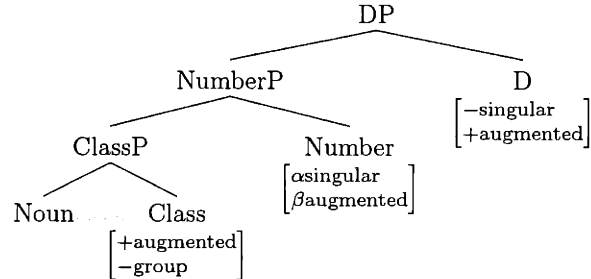 DP
NumberP D
[−singular
+augmented]
ClassP Number
[αsingular
βaugmented]
Noun Class
[+augmented
−group]